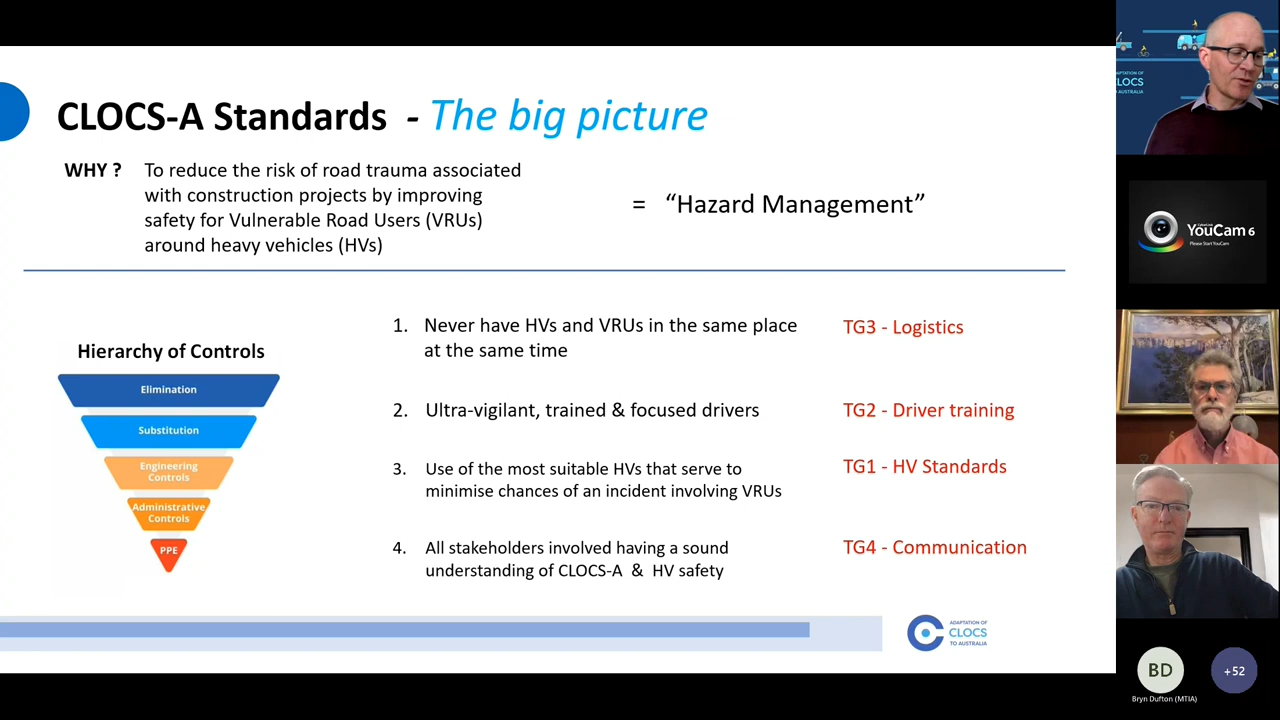 CLOCS-A Standards - The big picture
WHY ? To reduce the risk of road trauma associated
with construction projects by improving
safety for Vulnerable Road Users (VRUs)
around heavy vehicles (HVs)
= “Hazard Management”
Hierarchy of Controls
Elimination
Substitution
Engineering
Controls
Administrative
Controls
PPE
1. Never have HVs and VRUs in the same place
at the same time
TG3 - Logistics
2. Ultra-vigilant, trained & focused drivers
TG2 - Driver training
3. Use of the most suitable HVs that serve to
minimise chances of an incident involving VRUs
TG1 - HV Standards
4. All stakeholders involved having a sound
understanding of CLOCS-A & HV safety
TG4 - Communication
ADAPTATION OF
CLOCS
TO AUSTRALIA
ADAPTATION OF
CLOCS
TO AUSTRALIA
YouCam 6
Please Start YouCam
BD
+52
Bryn Dufton (MTIA)